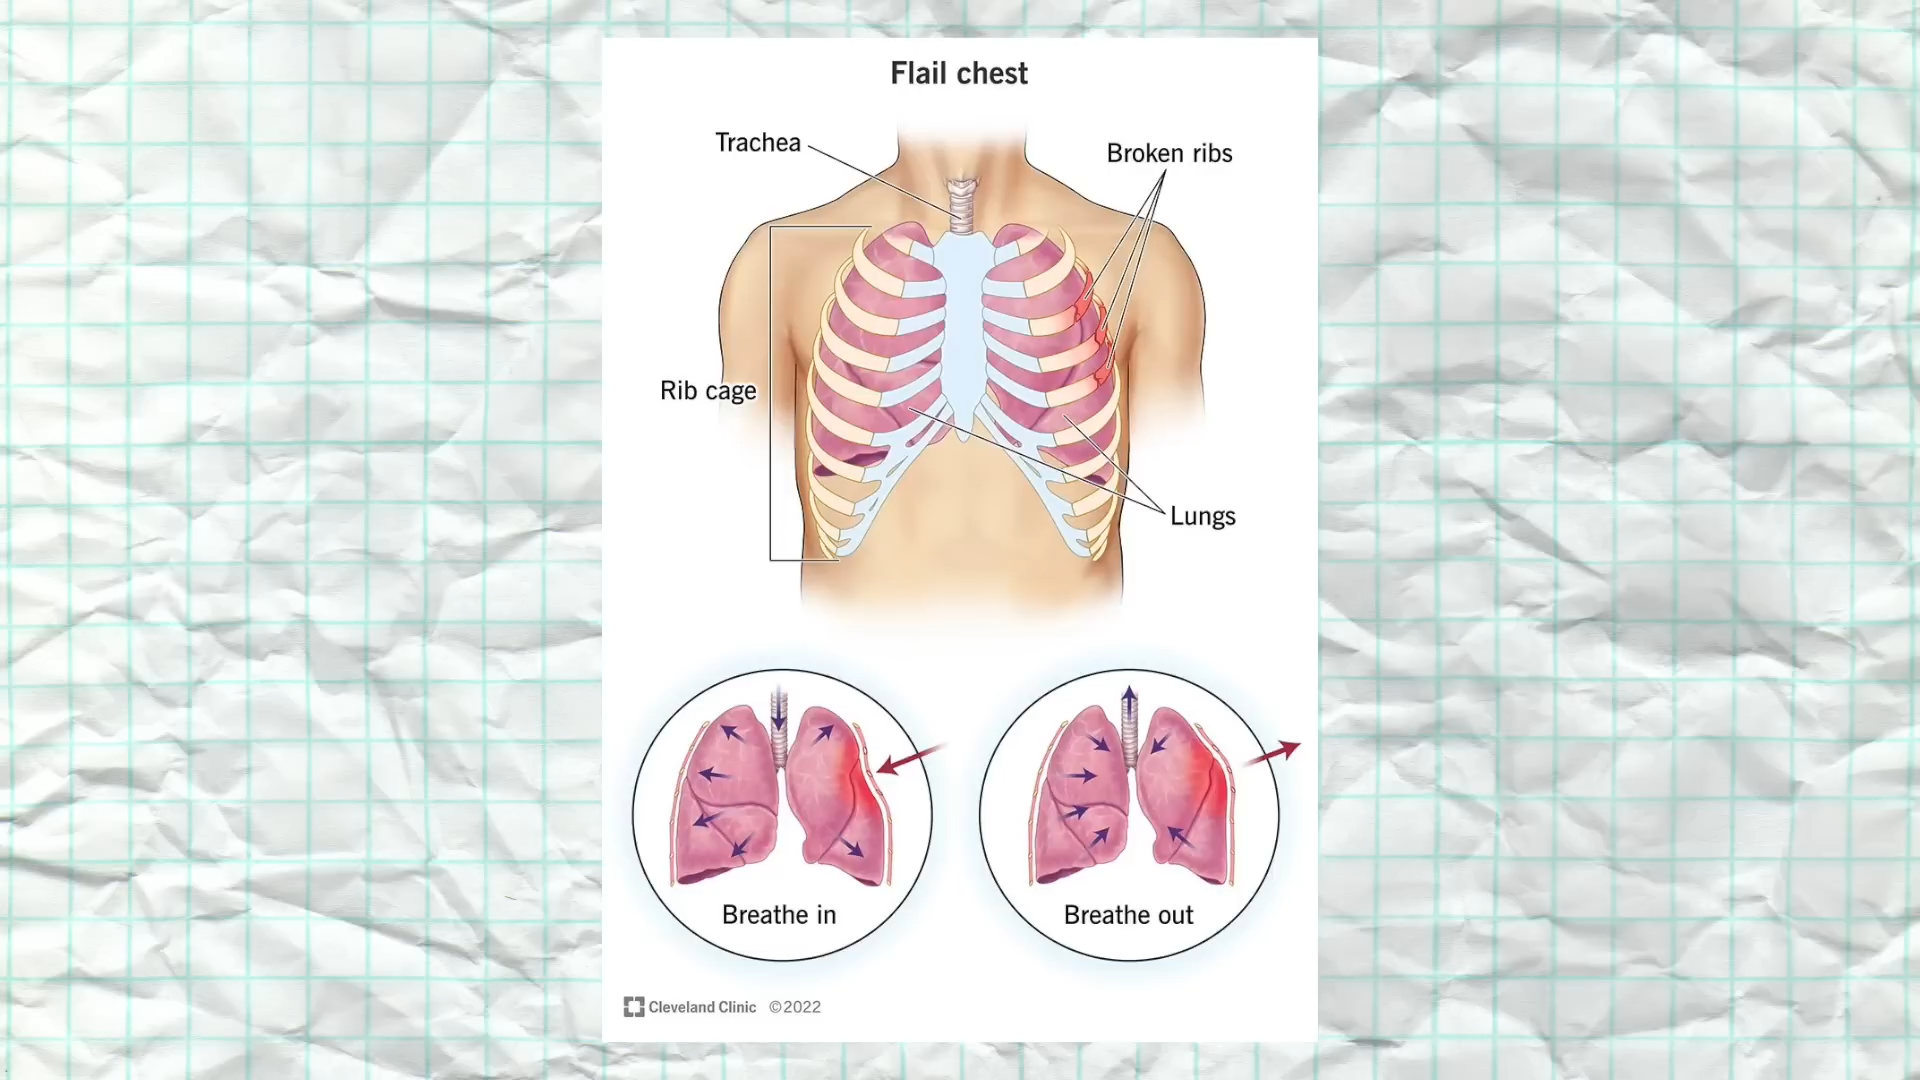 Flail chest
Trachea
Broken ribs
Rib cage
Lungs
Breathe in
Breathe out
Cleveland Clinic ©2022